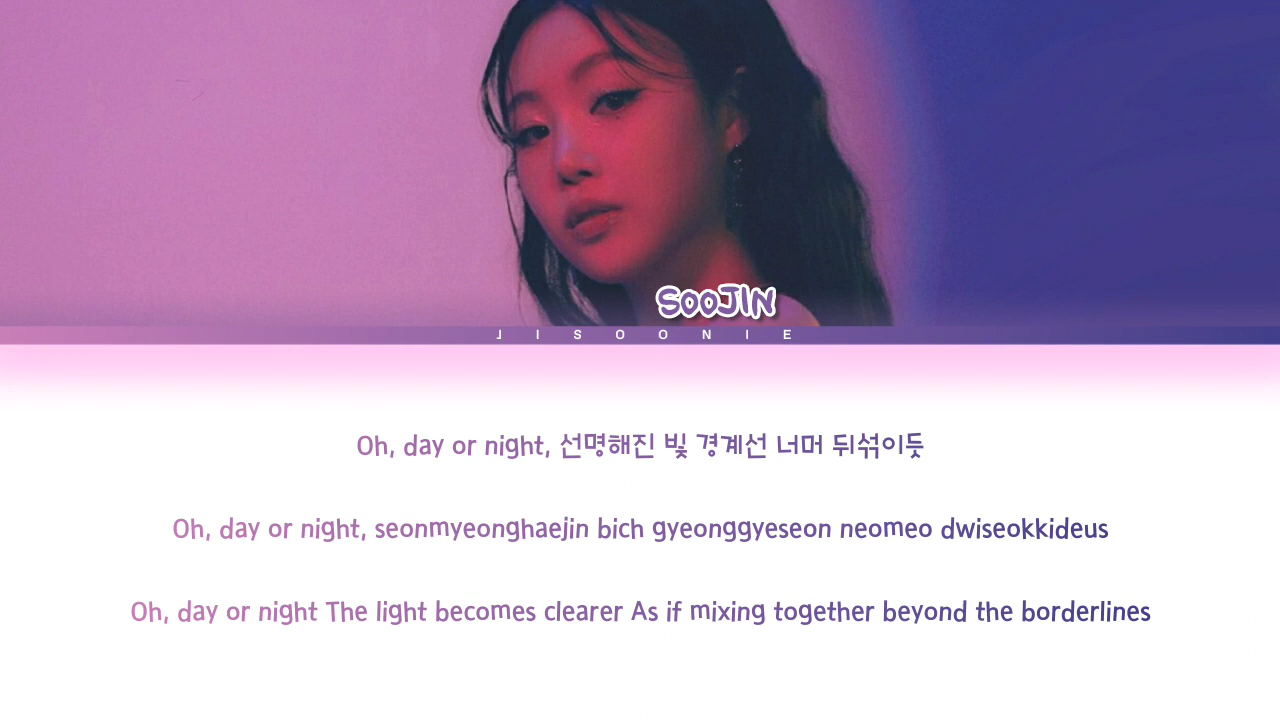 SOOJIN
JISOONIE
Oh, day or night, 선명해진 빛 경계선 너머 뒤섞이듯
Oh, day or night, seonmyeonghaejin bich gyeonggyeseon neomeo dwiseokkideus
Oh, day or night The light becomes clearer As if mixing together beyond the borderlines